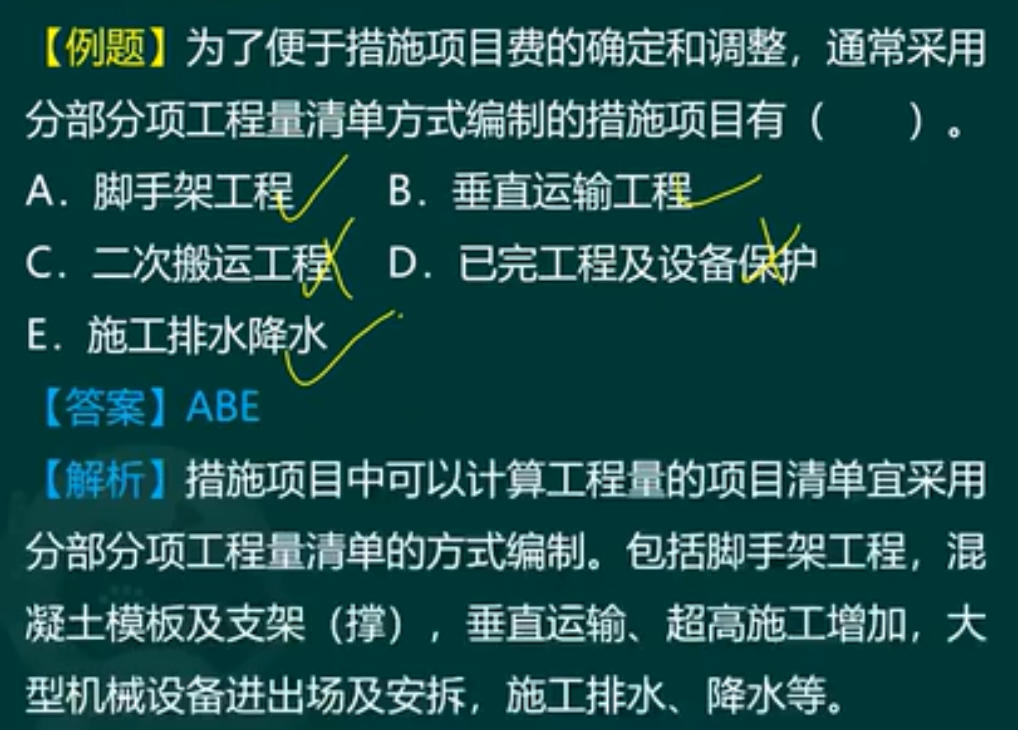 【例题】为了便于措施项目费的确定和调整，通常采用
分部分项工程量清单方式编制的措施项目有（　　）。
A．脚手架工程　　B．垂直运输工程
C．二次搬运工程　D．已完工程及设备保护
E．施工排水降水
【答案】ABE
【解析】措施项目中可以计算工程量的项目清单宜采用
分部分项工程量清单的方式编制。包括脚手架工程，混
凝土模板及支架（撑），垂直运输、超高施工增加，大
型机械设备进出场及安拆，施工排水、降水等。